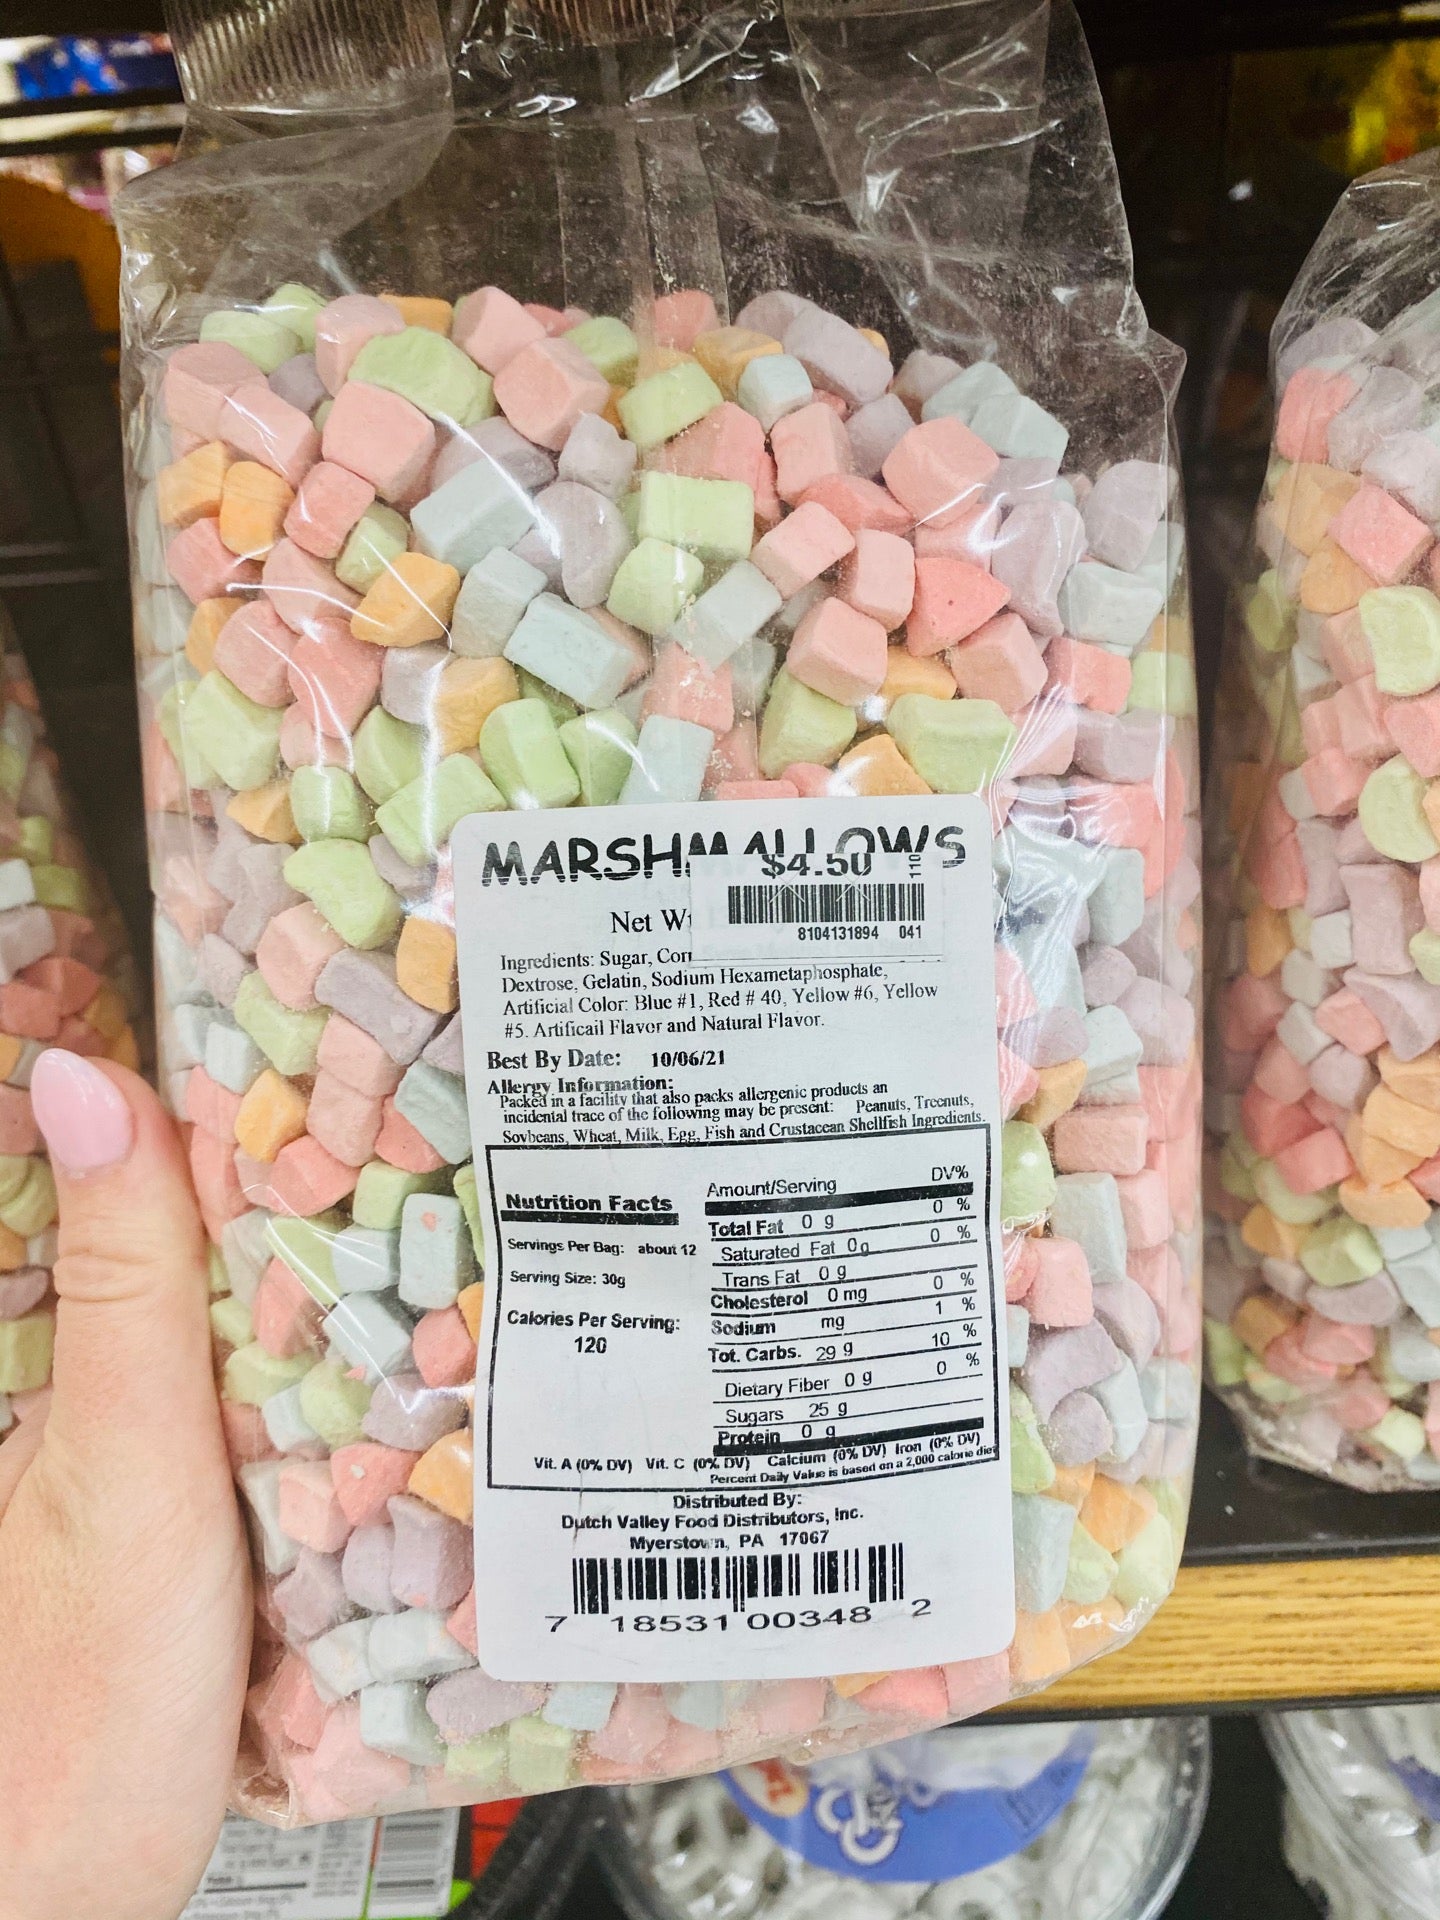 MARSHMALLOWS
$4.50 110
8104131894 041
Net Wt
Ingredients: Sugar, Corn
Dextrose, Gelatin, Sodium Hexametaphosphate,
Artificial Color: Blue #1, Red # 40, Yellow #6, Yellow
#5. Artificail Flavor and Natural Flavor.
Best By Date: 10/06/21
Allergy Information:
Packed in a facility that also packs allergenic products an
incidental trace of the following may be present: Peanuts, Treenuts,
Soybeans, Wheat, Milk, Egg, Fish and Crustacean Shellfish Ingredients.
Nutrition Facts
Servings Per Bag: about 12
Serving Size: 30g
Calories Per Serving:
120
Amount/Serving DV%
Total Fat 0 g 0 %
Saturated Fat 0g 0 %
Trans Fat 0 g
Cholesterol 0 mg 0 %
Sodium mg 1 %
Tot. Carbs. 29 g 10 %
Dietary Fiber 0 g 0 %
Sugars 25 g
Protein 0 g
Vit. A (0% DV) Vit. C (0% DV) Calcium (0% DV) Iron (0% DV)
Percent Daily Value is based on a 2,000 calorie diet
Distributed By:
Dutch Valley Food Distributors, Inc.
Myerstown, PA 17067
7 18531 00348 2